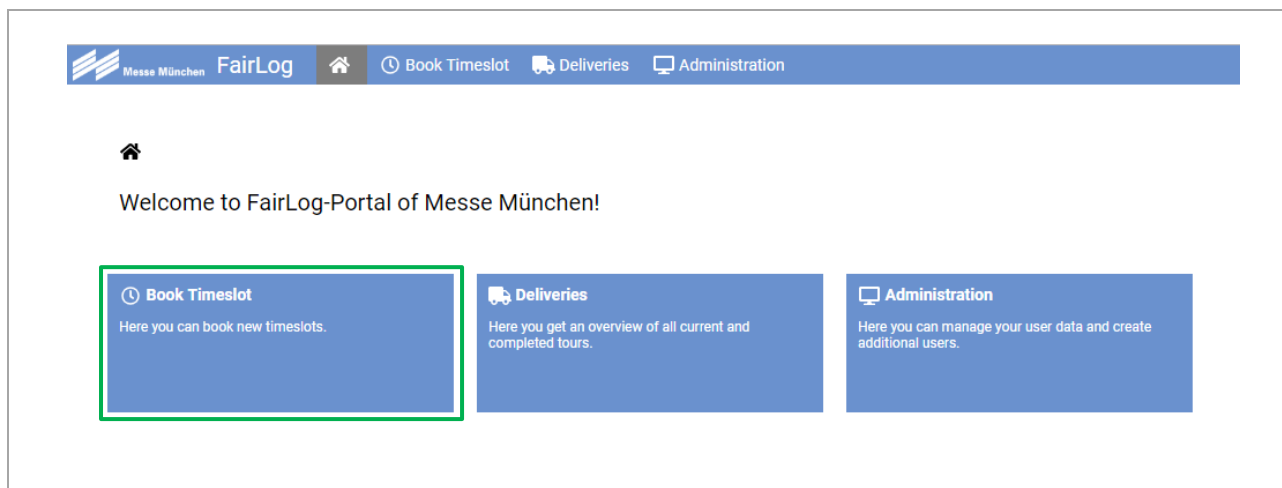 Messe München FairLog Book Timeslot Deliveries Administration
Welcome to FairLog-Portal of Messe München!
Book Timeslot
Here you can book new timeslots.
Deliveries
Here you get an overview of all current and
completed tours.
Administration
Here you can manage your user data and create
additional users.